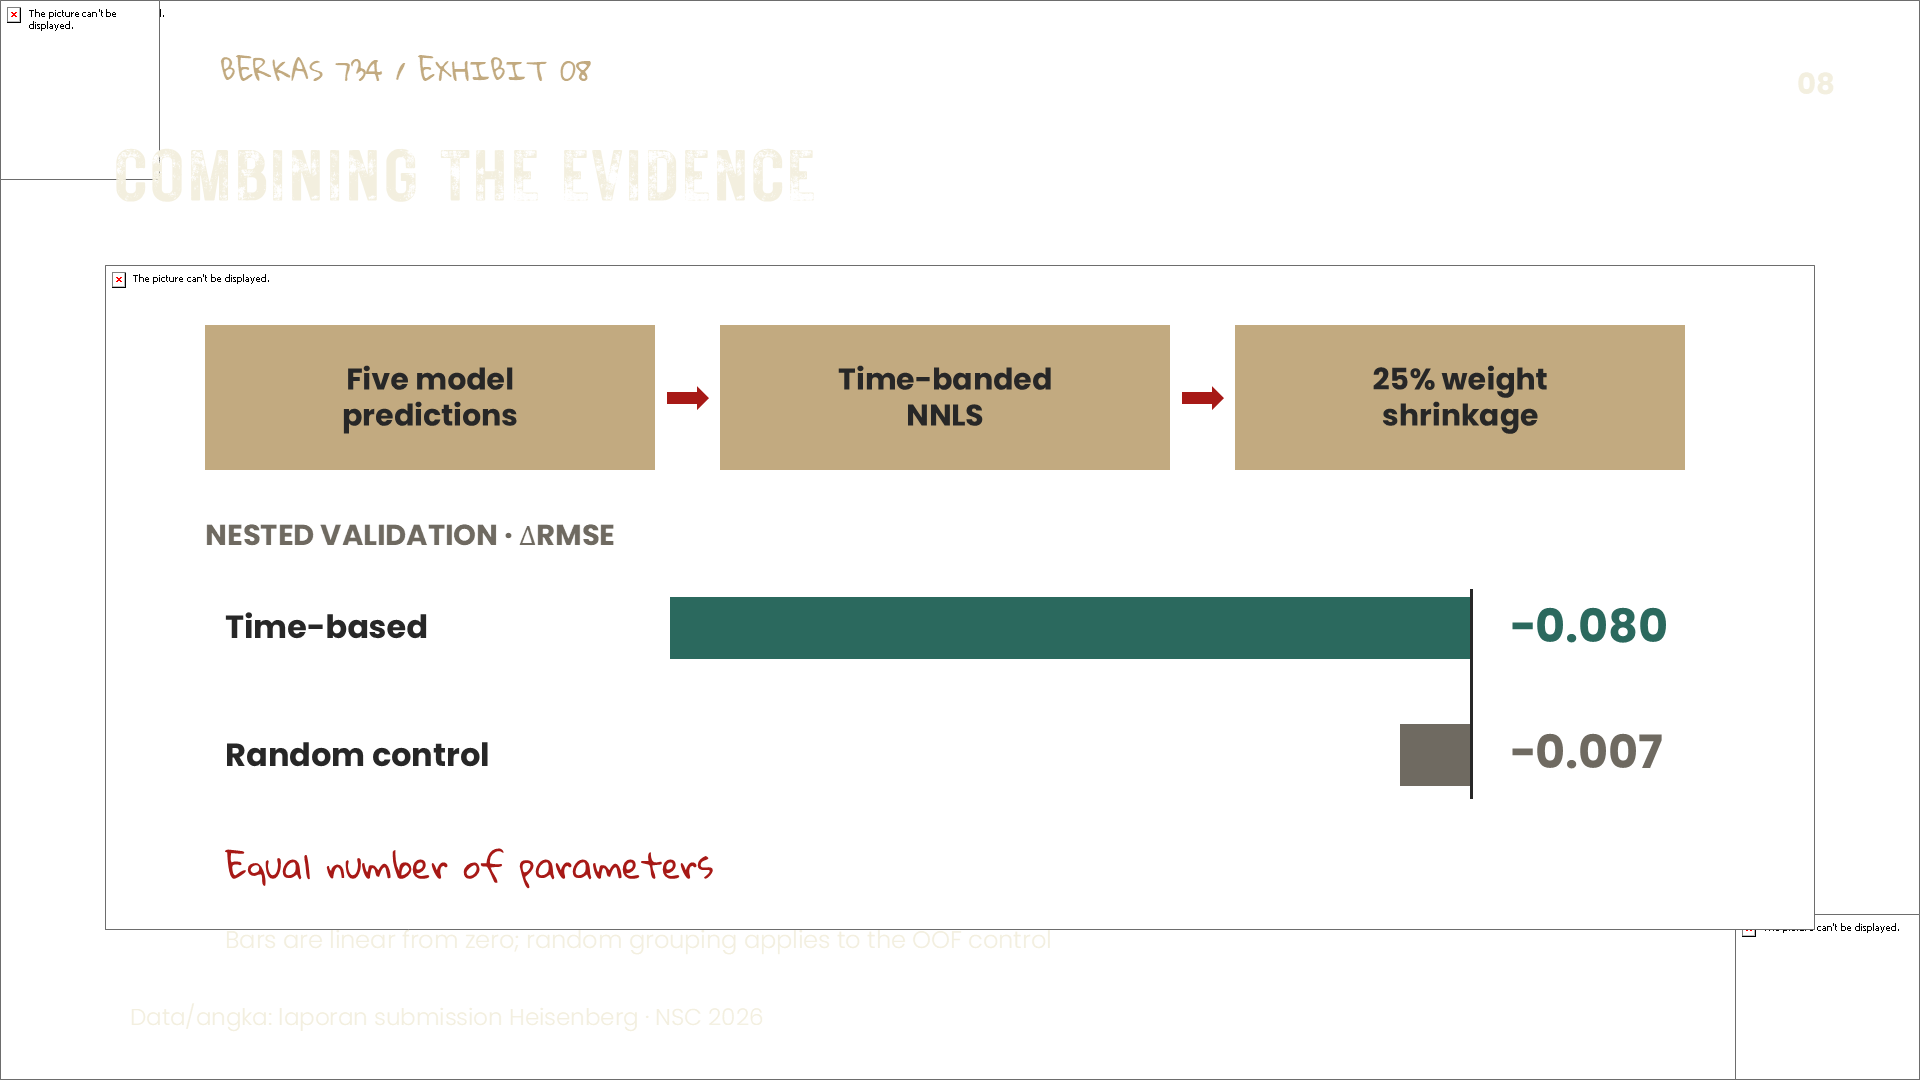 The picture can't be
displayed.
BERKAS 734 / EXHIBIT 08
08
COMBINING THE EVIDENCE
The picture can't be displayed.
Five model
predictions
Time-banded
NNLS
25% weight
shrinkage
NESTED VALIDATION · ΔRMSE
Time-based
-0.080
Random control
-0.007
Equal number of parameters
Bars are linear from zero; random grouping applies to the OOF control
The picture can't be displayed.
Data/angka: laporan submission Heisenberg · NSC 2026